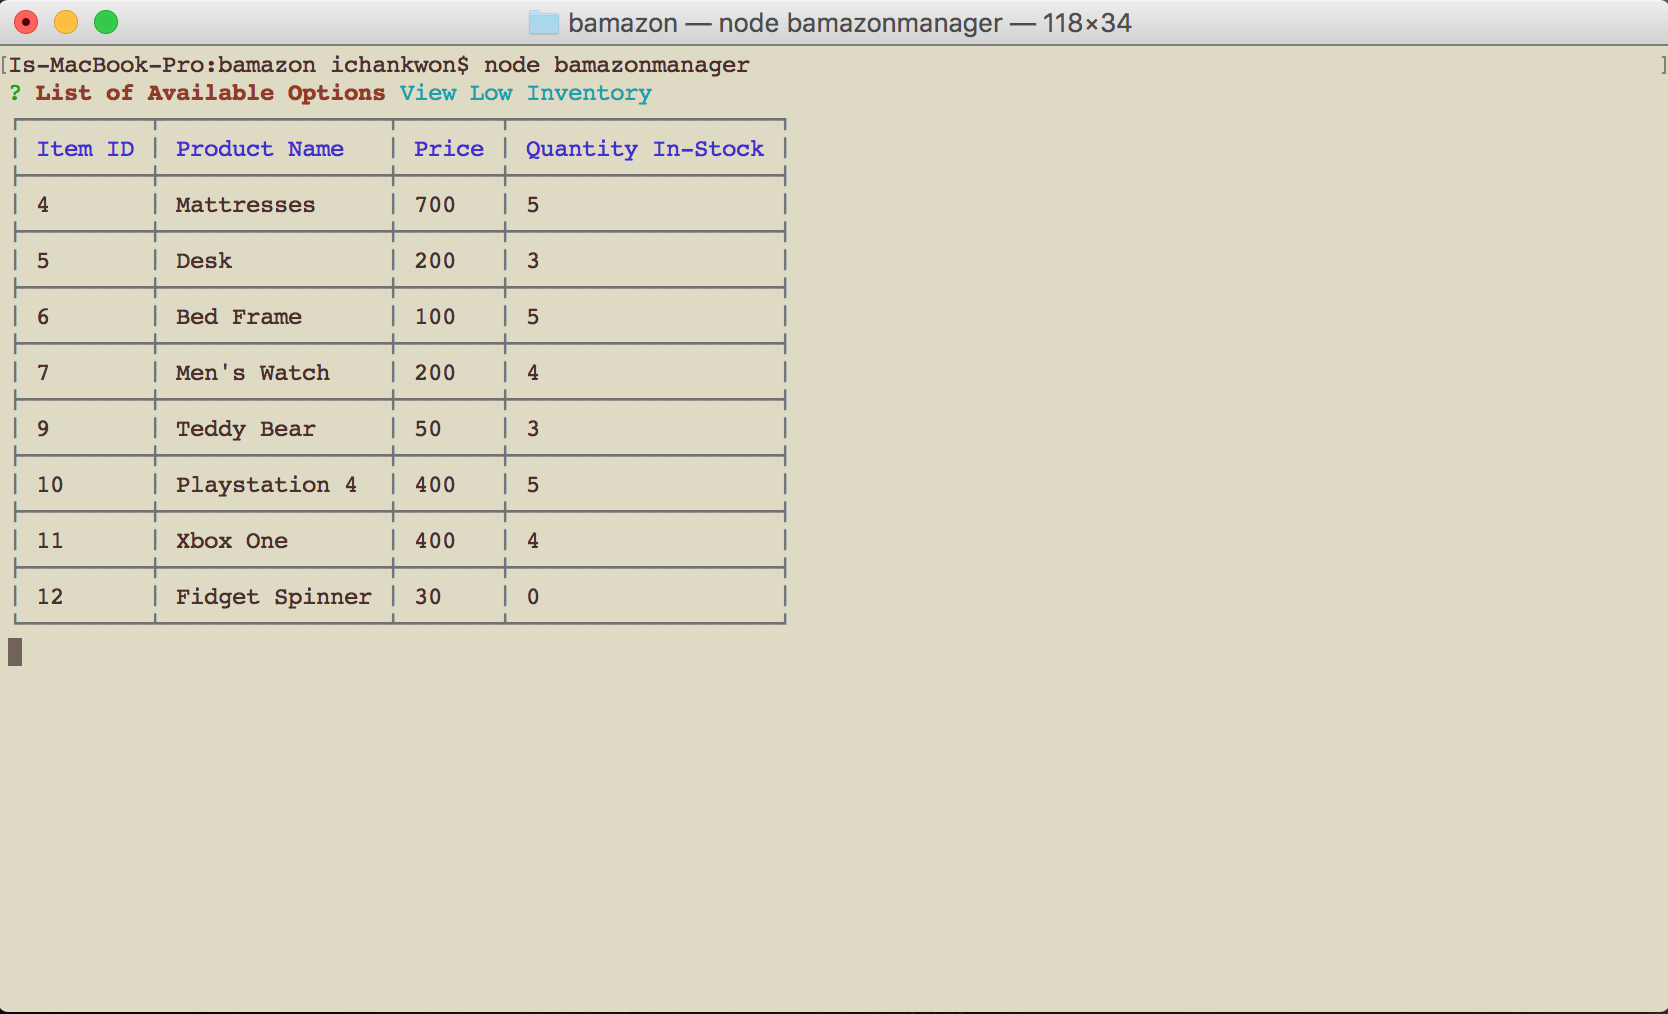 bamazon — node bamazonmanager — 118×34
[Is-MacBook-Pro:bamazon ichankwon$ node bamazonmanager ]
? List of Available Options View Low Inventory
Item ID | Product Name | Price | Quantity In-Stock
4 | Mattresses | 700 | 5
5 | Desk | 200 | 3
6 | Bed Frame | 100 | 5
7 | Men's Watch | 200 | 4
9 | Teddy Bear | 50 | 3
10 | Playstation 4 | 400 | 5
11 | Xbox One | 400 | 4
12 | Fidget Spinner | 30 | 0